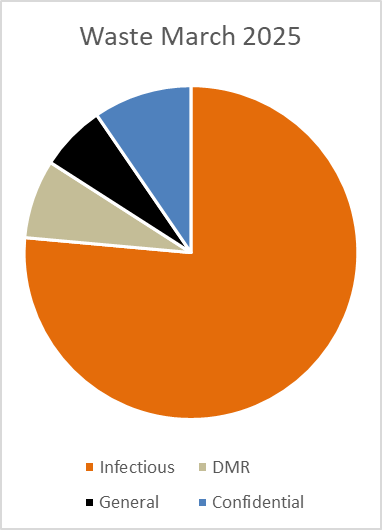 Waste March 2025
Infectious DMR
General Confidential